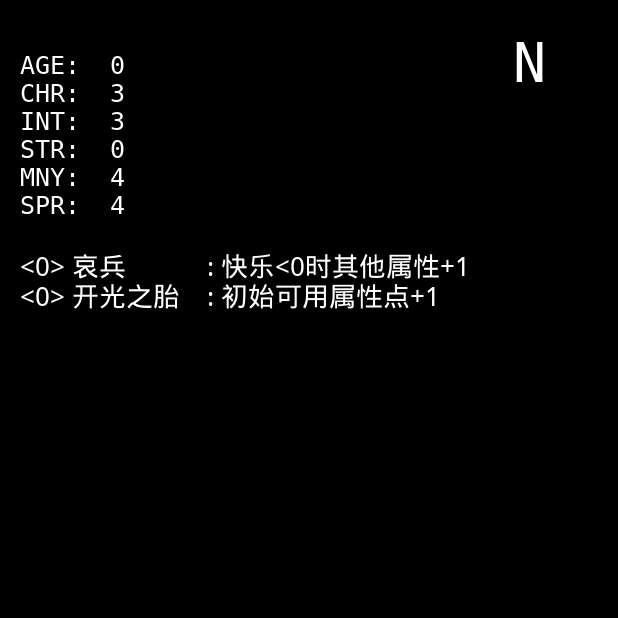 N
AGE: 0
CHR: 3
INT: 3
STR: 0
MNY: 4
SPR: 4
<0> 哀兵 : 快乐<0时其他属性+1
<0> 开光之胎 : 初始可用属性点+1